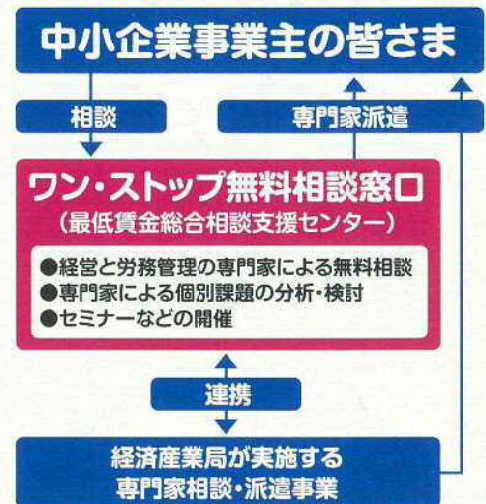 中小企業事業主の皆さま
相談
専門家派遣
ワン・ストップ無料相談窓口
(最低賃金総合相談支援センター)
●経営と労務管理の専門家による無料相談
●専門家による個別課題の分析・検討
●セミナーなどの開催
連携
経済産業局が実施する
専門家相談・派遣事業